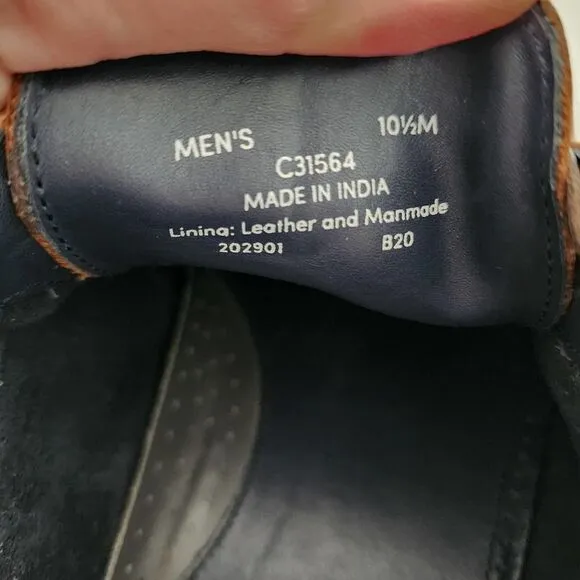 MEN'S 10½M
C31564
MADE IN INDIA
Lining: Leather and Manmade
202901 B20